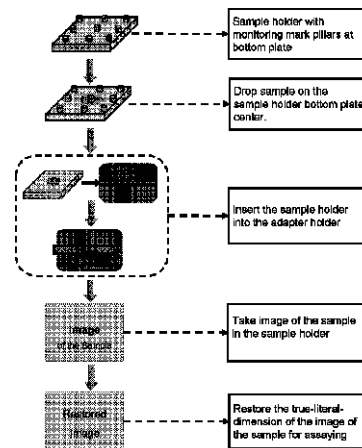 Sample holder with
monitoring mark pillars at
bottom plate
Drop sample on the
sample holder bottom plate
center.
Insert the sample holder
into the adapter holder
Image
of the Sample
Take image of the sample
in the sample holder
Restored
Image
Restore the true-literal-
dimension of the image of
the sample for assaying